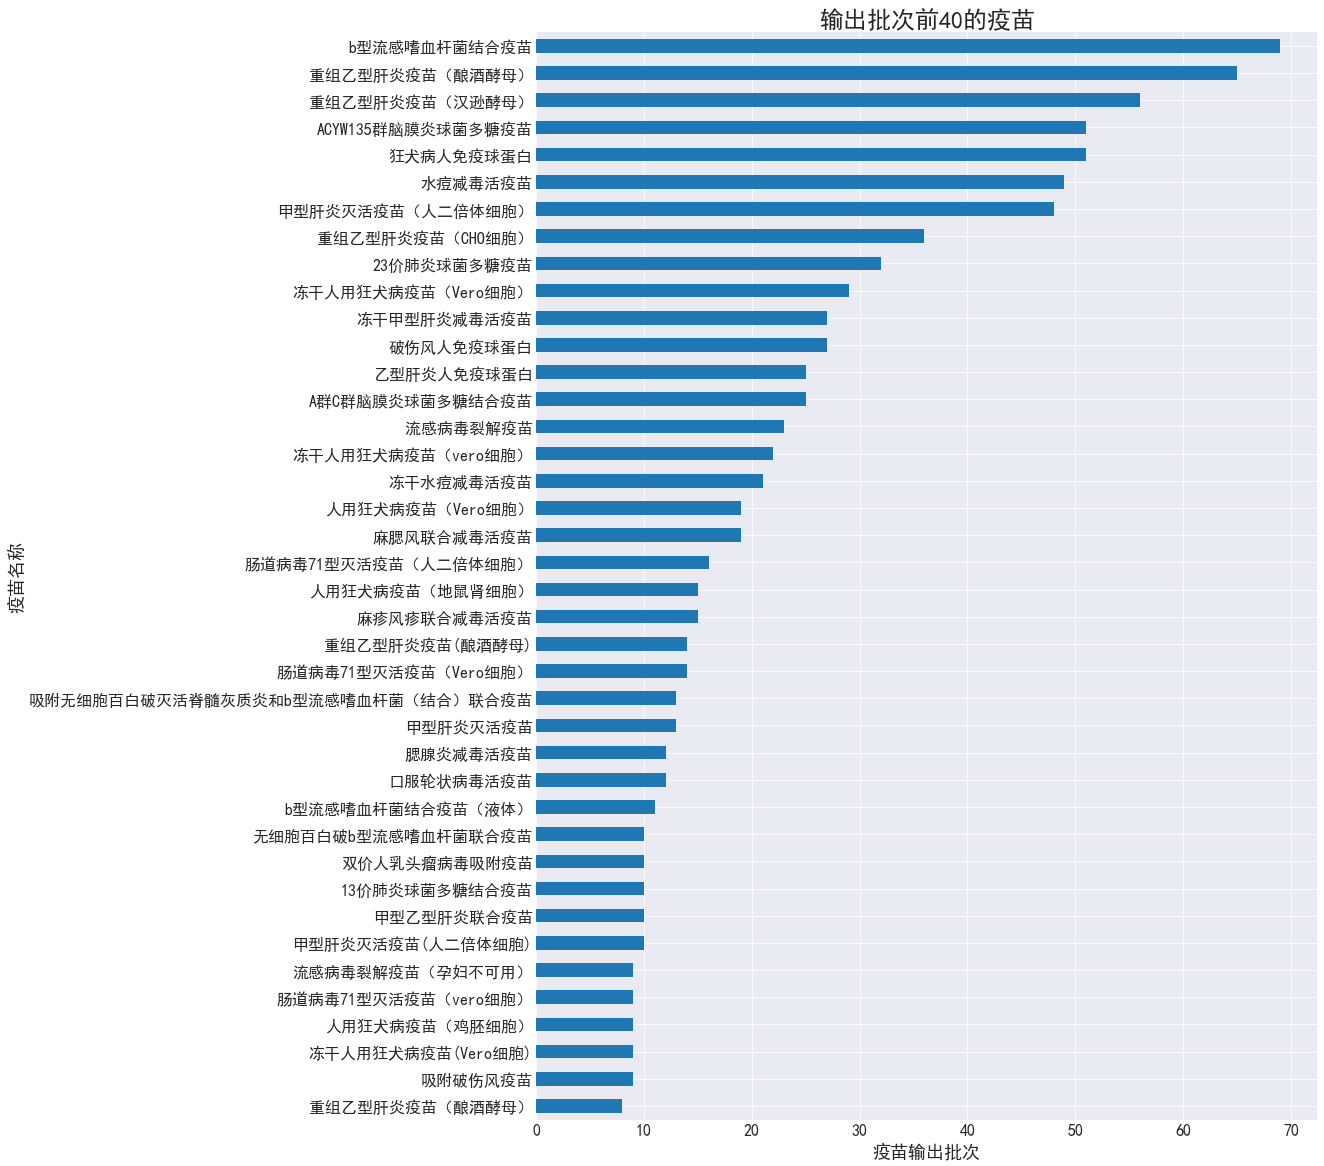 输出批次前40的疫苗
b型流感嗜血杆菌结合疫苗
重组乙型肝炎疫苗（酿酒酵母）
重组乙型肝炎疫苗（汉逊酵母）
ACYW135群脑膜炎球菌多糖疫苗
狂犬病人免疫球蛋白
水痘减毒活疫苗
甲型肝炎灭活疫苗（人二倍体细胞）
重组乙型肝炎疫苗（CHO细胞）
23价肺炎球菌多糖疫苗
冻干人用狂犬病疫苗（Vero细胞）
冻干甲型肝炎减毒活疫苗
破伤风人免疫球蛋白
乙型肝炎人免疫球蛋白
A群C群脑膜炎球菌多糖结合疫苗
流感病毒裂解疫苗
冻干人用狂犬病疫苗（vero细胞）
冻干水痘减毒活疫苗
人用狂犬病疫苗（Vero细胞）
麻腮风联合减毒活疫苗
肠道病毒71型灭活疫苗（人二倍体细胞）
人用狂犬病疫苗（地鼠肾细胞）
麻疹风疹联合减毒活疫苗
重组乙型肝炎疫苗(酿酒酵母)
肠道病毒71型灭活疫苗（Vero细胞）
吸附无细胞百白破灭活脊髓灰质炎和b型流感嗜血杆菌（结合）联合疫苗
甲型肝炎灭活疫苗
腮腺炎减毒活疫苗
口服轮状病毒活疫苗
b型流感嗜血杆菌结合疫苗（液体）
无细胞百白破b型流感嗜血杆菌联合疫苗
双价人乳头瘤病毒吸附疫苗
13价肺炎球菌多糖结合疫苗
甲型乙型肝炎联合疫苗
甲型肝炎灭活疫苗(人二倍体细胞)
流感病毒裂解疫苗（孕妇不可用）
肠道病毒71型灭活疫苗（vero细胞）
人用狂犬病疫苗（鸡胚细胞）
冻干人用狂犬病疫苗(Vero细胞)
吸附破伤风疫苗
重组乙型肝炎疫苗（酿酒酵母）
疫苗名称
0 10 20 30 40 50 60 70
疫苗输出批次